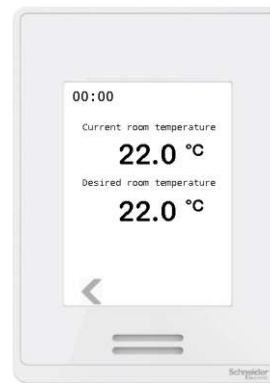 00:00
Current room temperature
22.0 °C
Desired room temperature
22.0 °C
Schneider